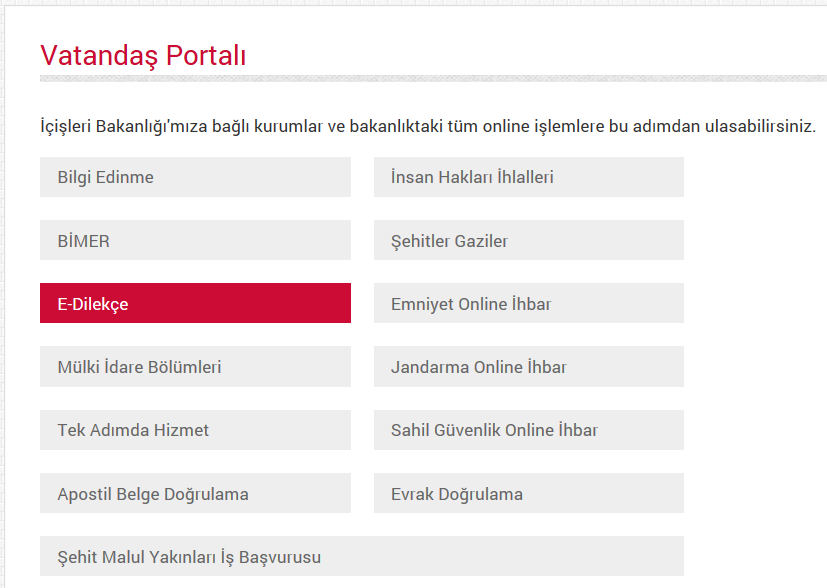 Vatandaş Portalı
İçişleri Bakanlığı'mıza bağlı kurumlar ve bakanlıktaki tüm online işlemlere bu adımdan ulasabilirsiniz.
Bilgi Edinme
İnsan Hakları İhlalleri
BİMER
Şehitler Gaziler
E-Dilekçe
Emniyet Online İhbar
Mülki İdare Bölümleri
Jandarma Online İhbar
Tek Adımda Hizmet
Sahil Güvenlik Online İhbar
Apostil Belge Doğrulama
Evrak Doğrulama
Şehit Malul Yakınları İş Başvurusu